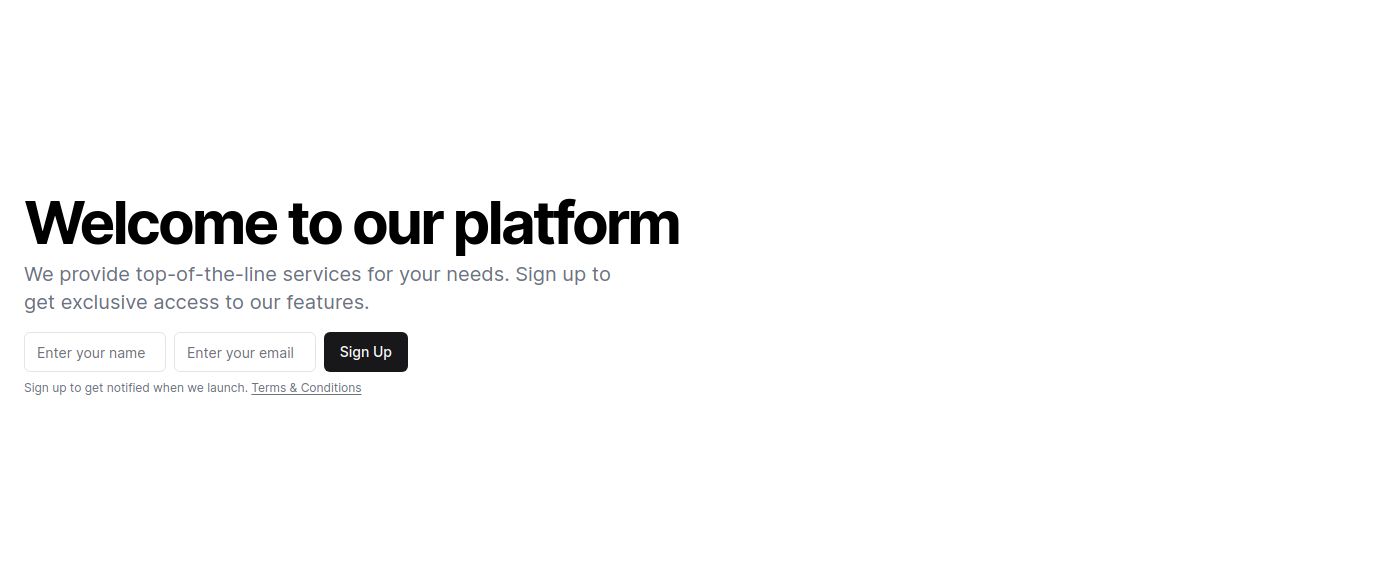 Welcome to our platform
We provide top-of-the-line services for your needs. Sign up to
get exclusive access to our features.
Enter your name
Enter your email
Sign Up
Sign up to get notified when we launch. Terms & Conditions